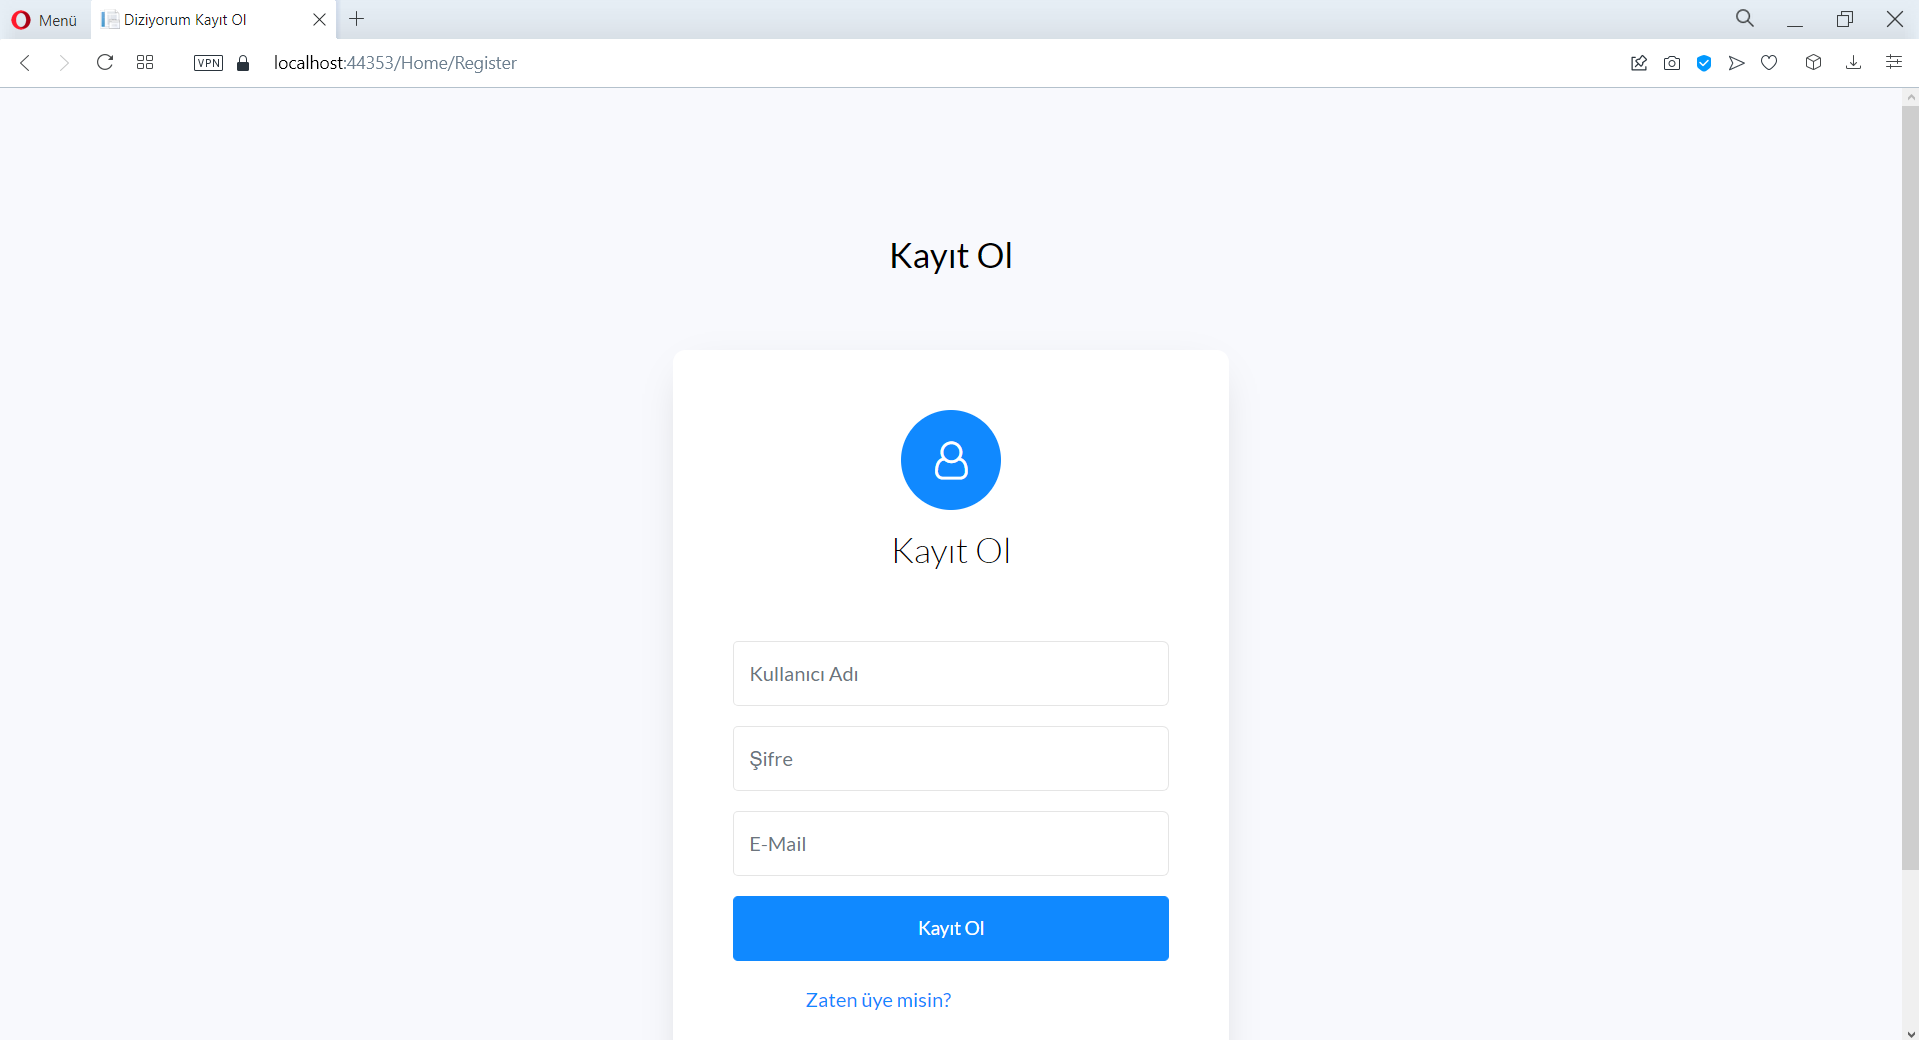 Menü
Diziyorum Kayıt Ol
VPN
localhost:44353/Home/Register
Kayıt Ol
Kayıt Ol
Kullanıcı Adı
Şifre
E-Mail
Kayıt Ol
Zaten üye misin?